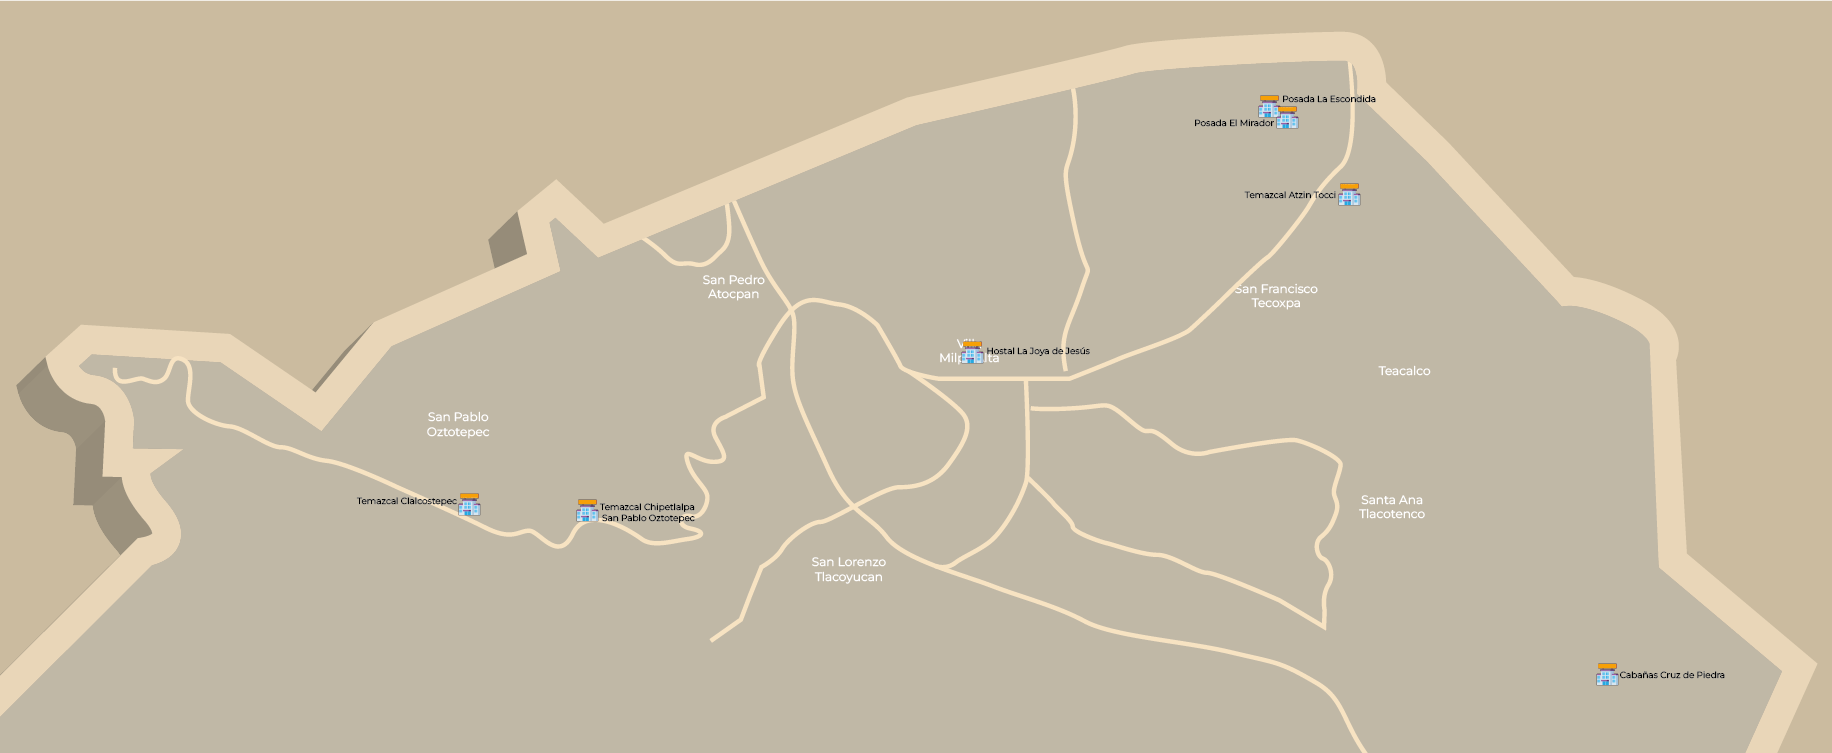 Posada La Escondida
Posada El Mirador
Temazcal Atzin Tocci
San Pedro
Atocpan
San Francisco
Tecoxpa
Hostal La Joya de Jesús
Teacalco
San Pablo
Oztotepec
Temazcal Clalcostepec
Temazcal Chipetlalpa
San Pablo Oztotepec
Santa Ana
Tlacotenco
San Lorenzo
Tlacoyucan
Cabañas Cruz de Piedra